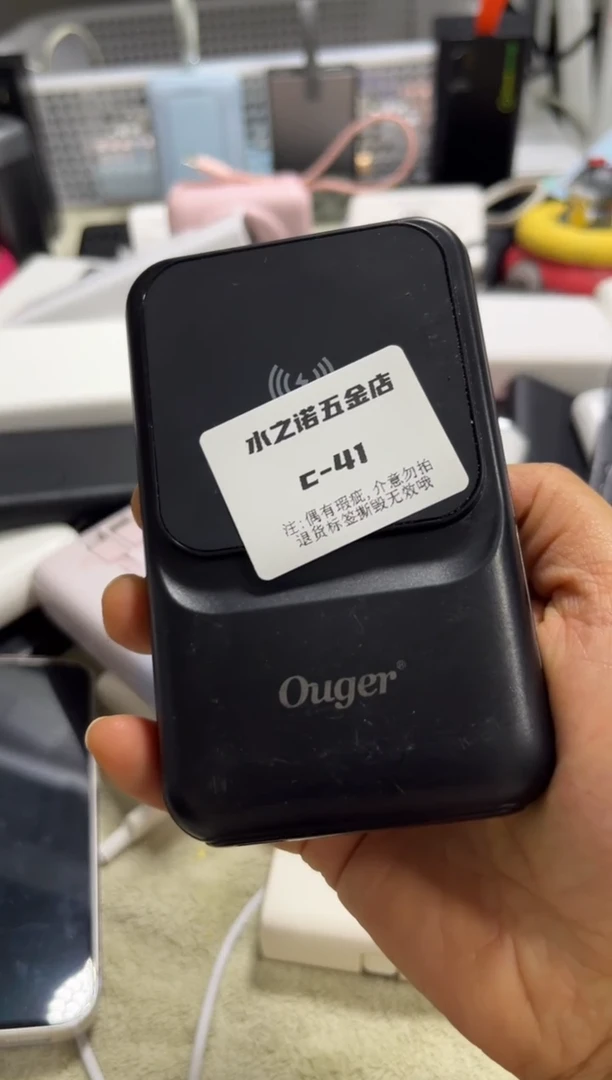 水之诺五金店
C-41
注:偶有瑕疵,介意勿拍
退货标签撕毁无效哦
Ouger®